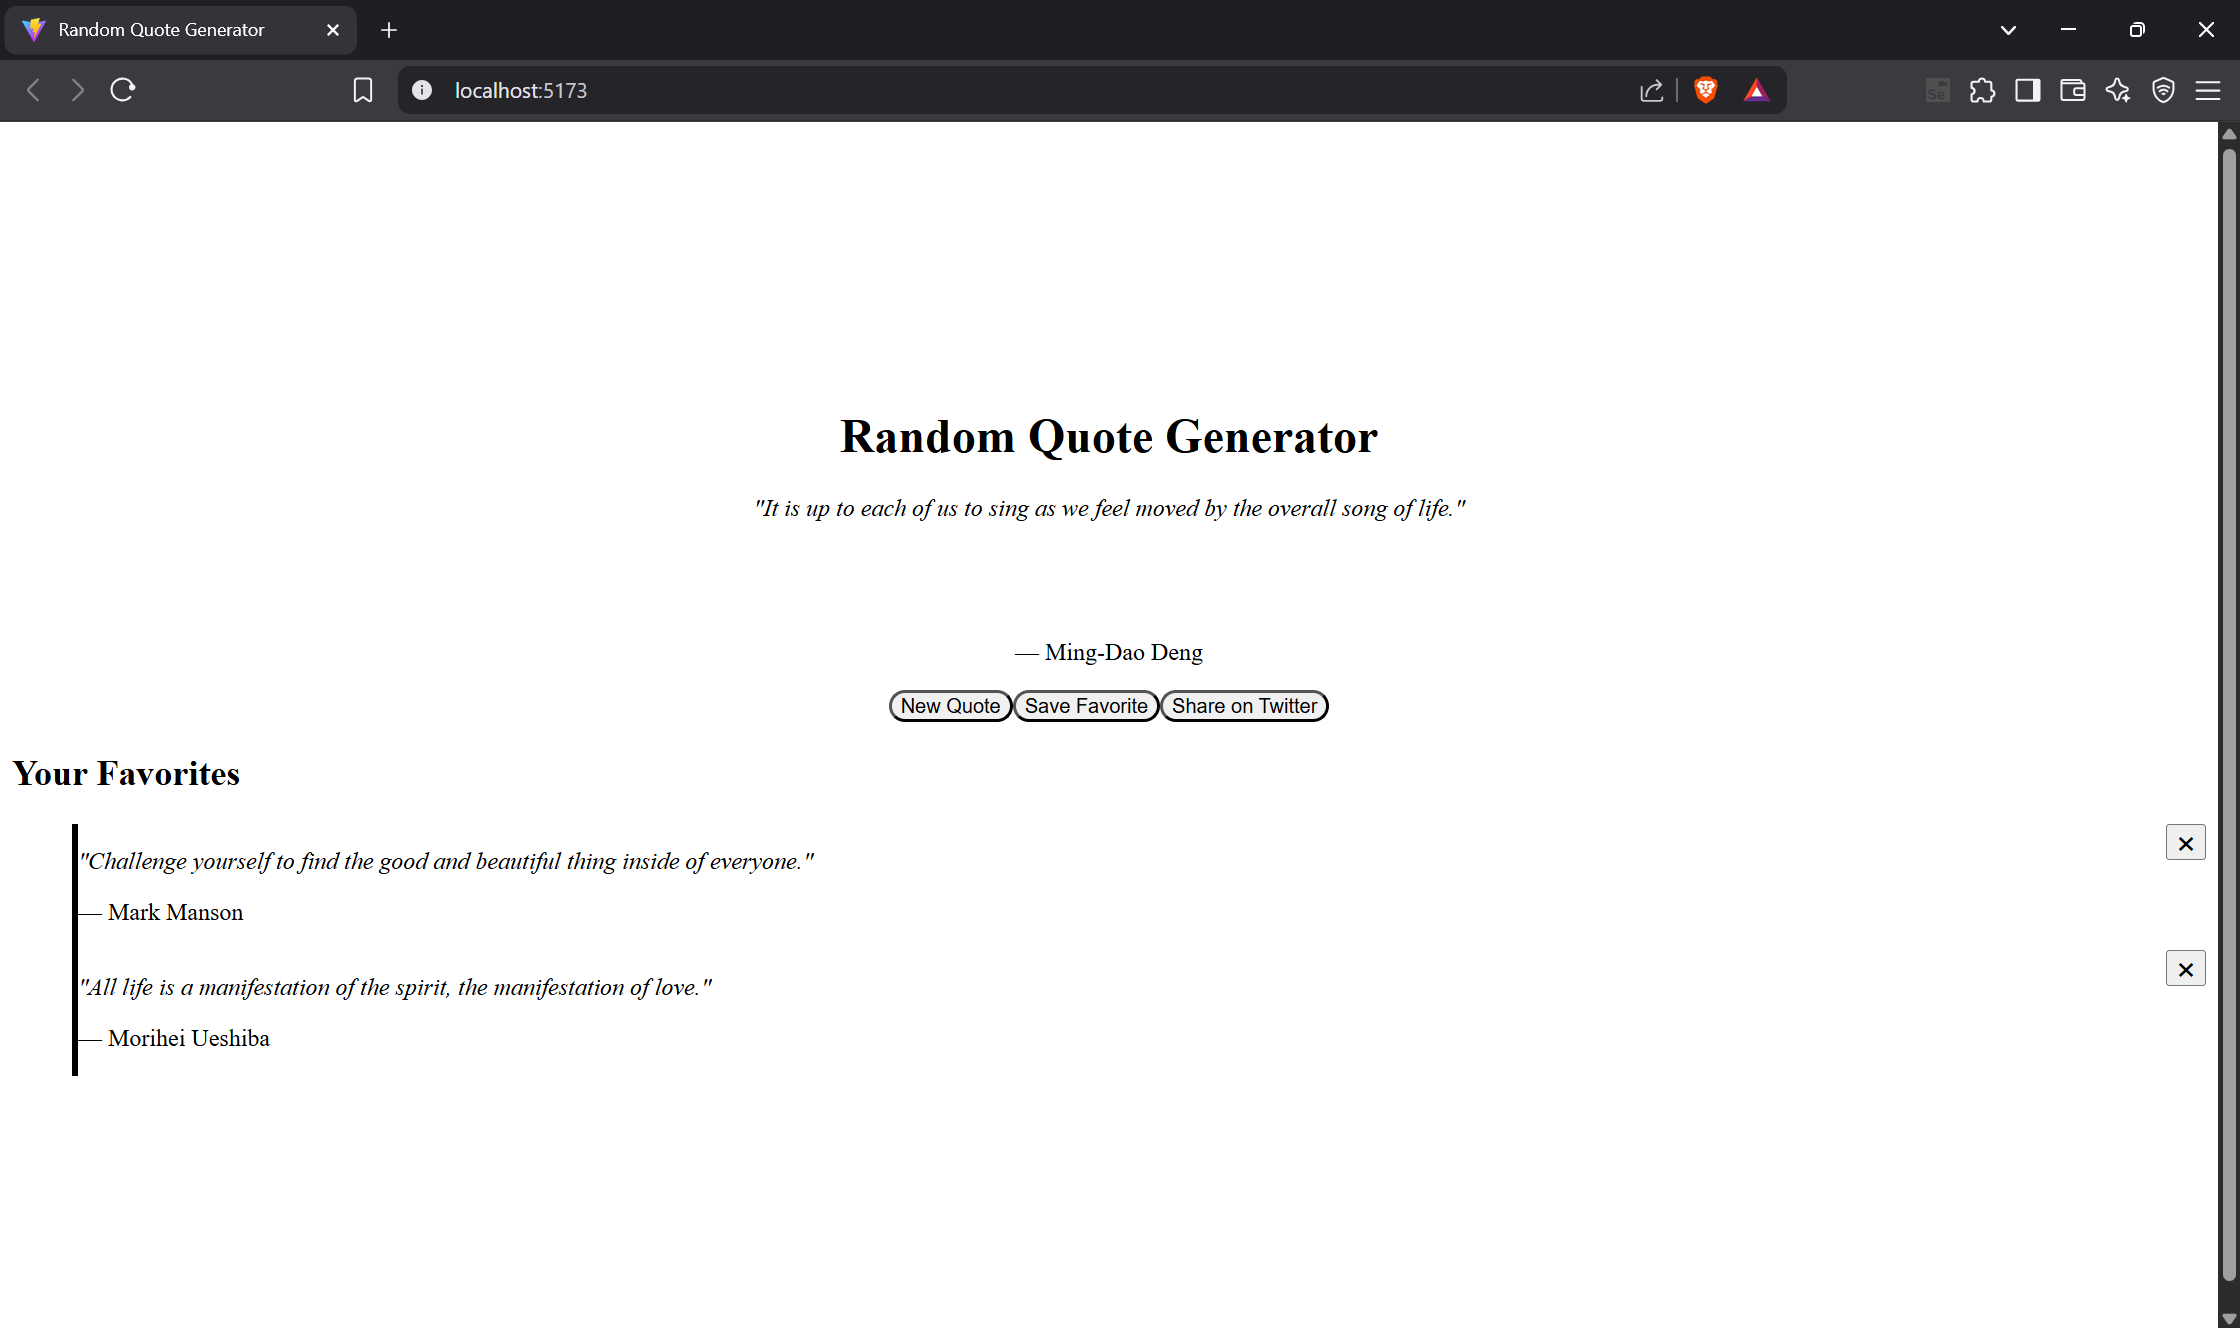 Random Quote Generator
localhost:5173
Se
Random Quote Generator
"It is up to each of us to sing as we feel moved by the overall song of life."
— Ming-Dao Deng
New Quote Save Favorite Share on Twitter
Your Favorites
"Challenge yourself to find the good and beautiful thing inside of everyone."
— Mark Manson
"All life is a manifestation of the spirit, the manifestation of love."
— Morihei Ueshiba